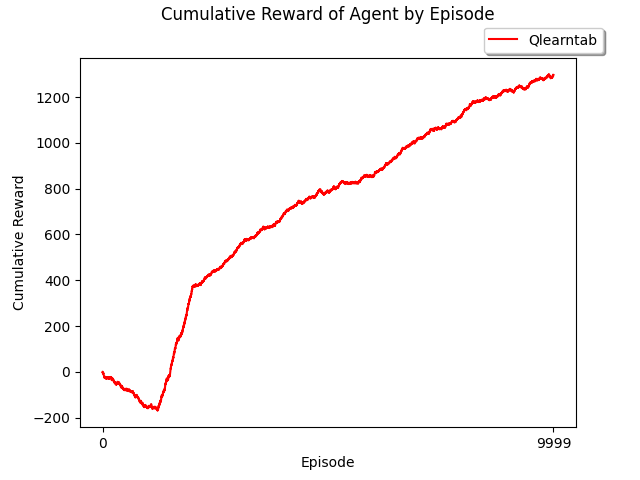 Cumulative Reward of Agent by Episode
Qlearntab
1200
1000
800
600
400
200
0
−200
Cumulative Reward
0
9999
Episode